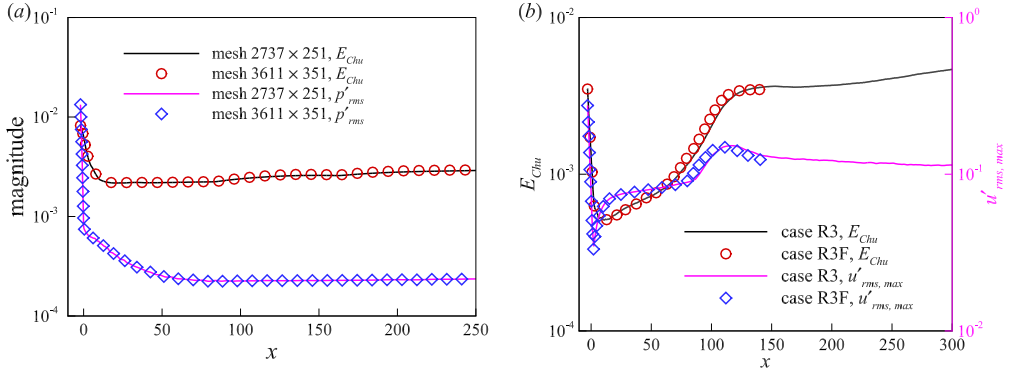 (a)
10⁻¹
10⁻²
10⁻³
10⁻⁴
magnitude
mesh 2737 × 251, E_Chu
mesh 3611 × 351, E_Chu
mesh 2737 × 251, p′_rms
mesh 3611 × 351, p′_rms
0 50 100 150 200 250
x
(b)
10⁻²
10⁻³
10⁻⁴
E_Chu
case R3, E_Chu
case R3F, E_Chu
case R3, u′_rms, max
case R3F, u′_rms, max
10⁰
10⁻¹
10⁻²
u′_rms, max
0 50 100 150 200 250 300
x